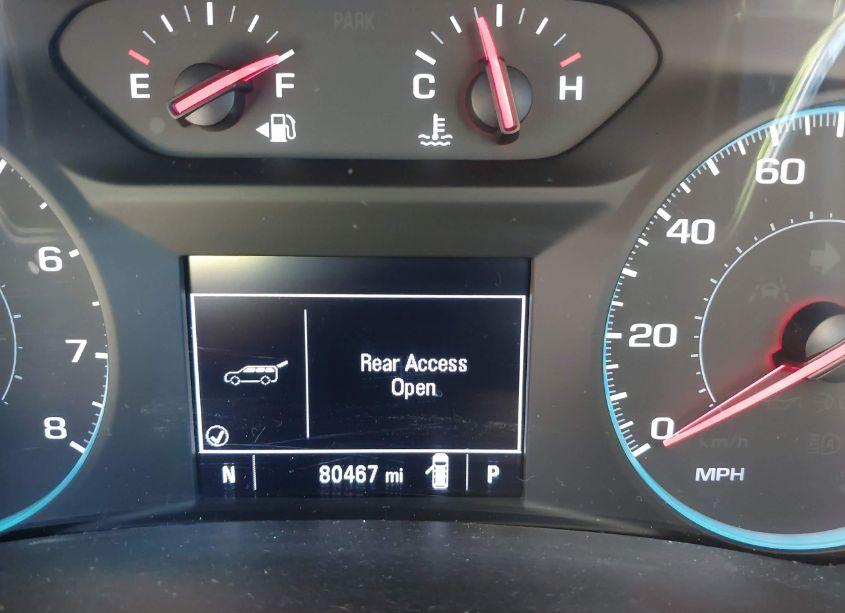 PARK
E F
C H
60
40
20
0
MPH
km/h
6
7
8
Rear Access
Open
N 80467 mi P